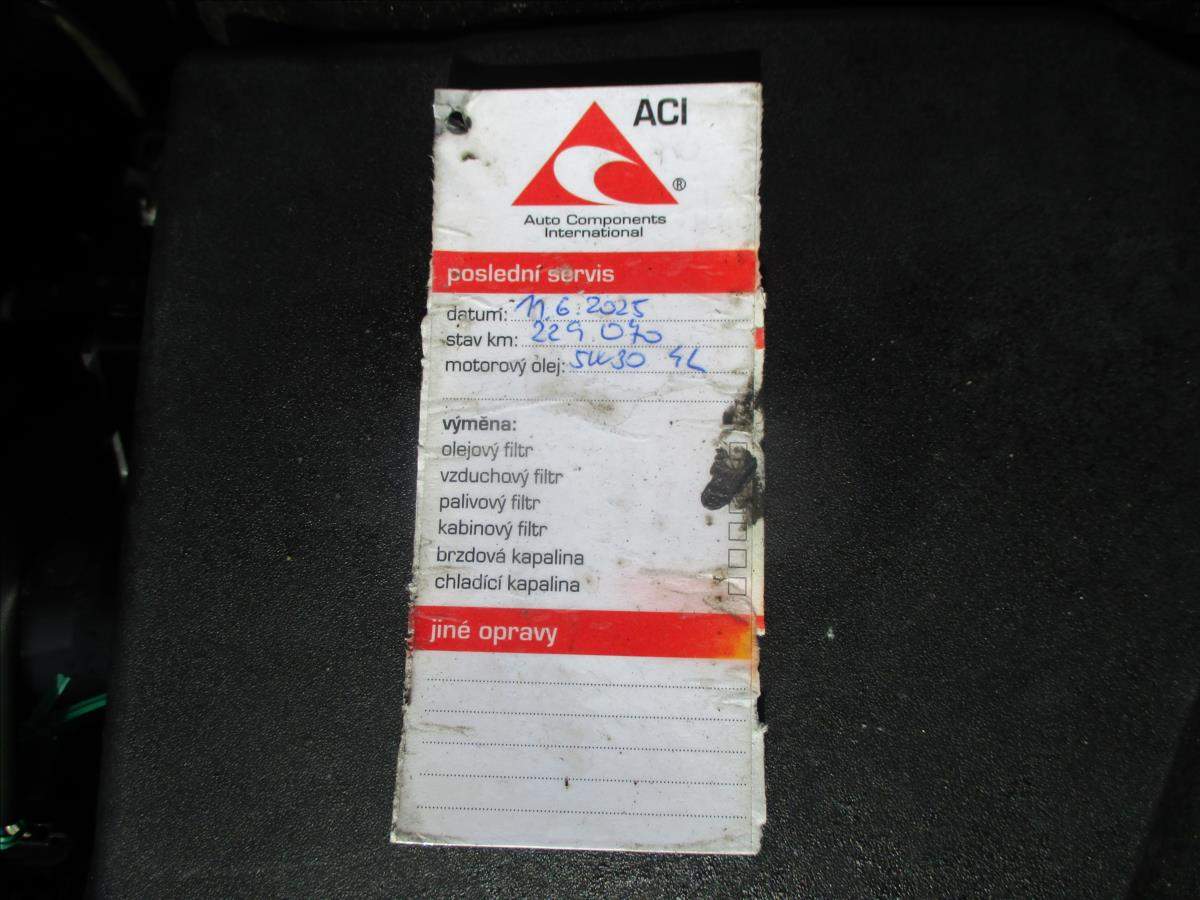 ACI
®
Auto Components
International
poslední servis
datum: 11.6.2025
stav km: 229 070
motorový olej: 5W30 4L
výměna:
olejový filtr
vzduchový filtr
palivový filtr
kabinový filtr
brzdová kapalina
chladící kapalina
jiné opravy